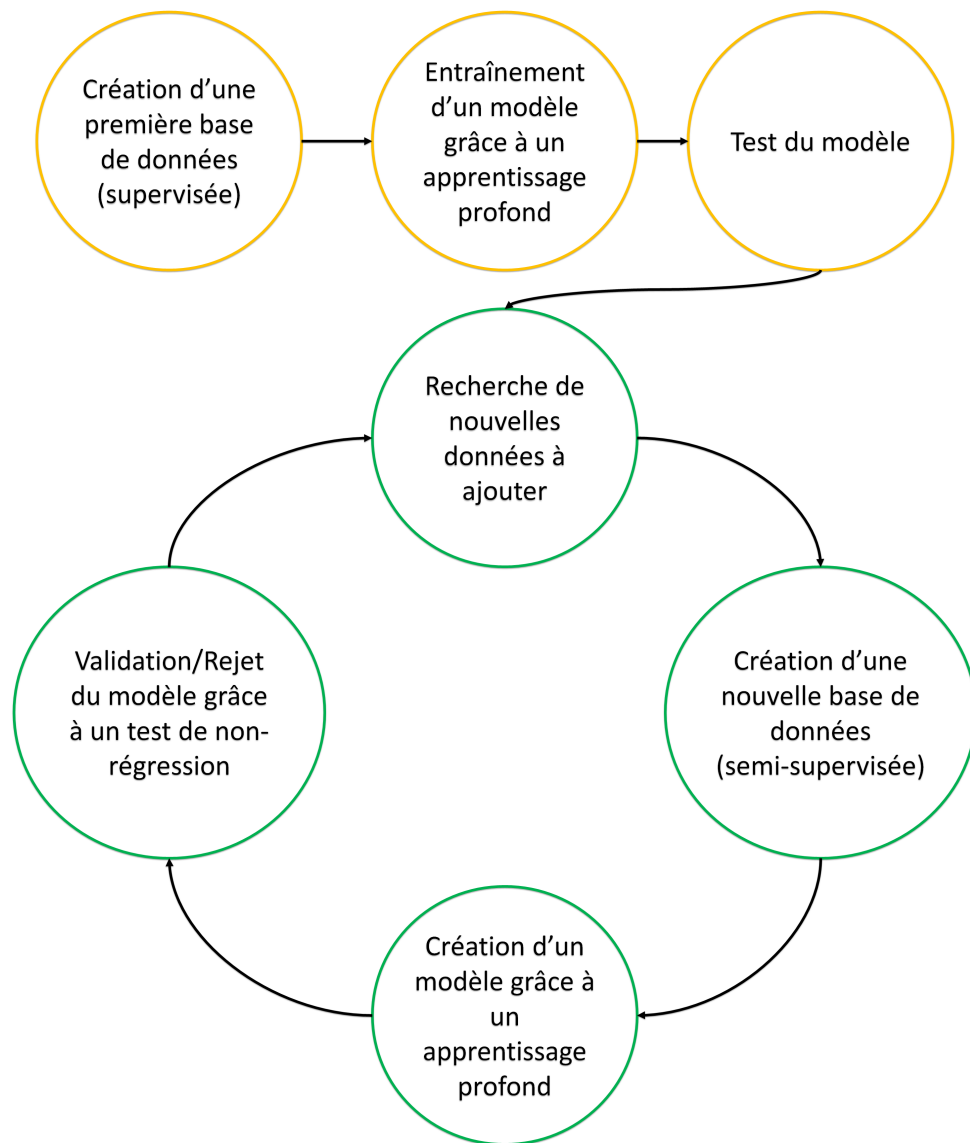 Création d’une
première base
de données
(supervisée)
Entraînement
d’un modèle
grâce à un
apprentissage
profond
Test du modèle
Recherche de
nouvelles
données à
ajouter
Validation/Rejet
du modèle grâce
à un test de non-
régression
Création d’une
nouvelle base de
données
(semi-supervisée)
Création d’un
modèle grâce à
un
apprentissage
profond